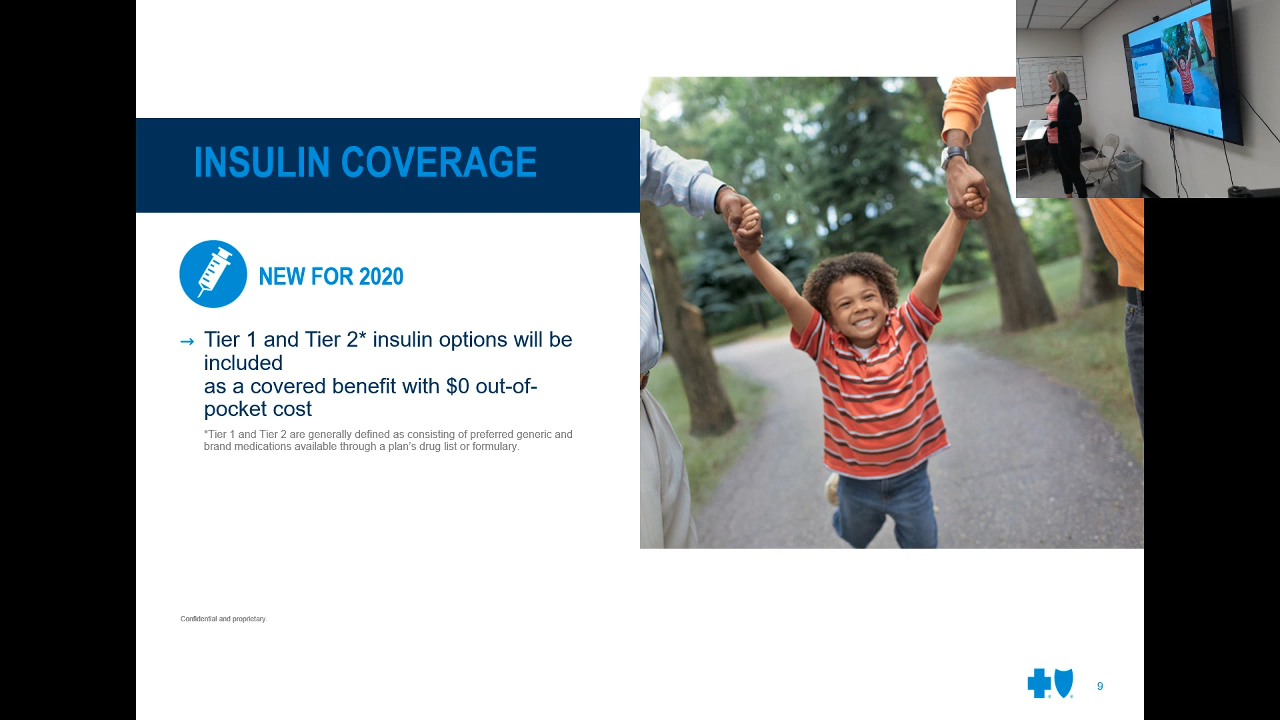 INSULIN COVERAGE
NEW FOR 2020
→ Tier 1 and Tier 2* insulin options will be
included
as a covered benefit with $0 out-of-
pocket cost
*Tier 1 and Tier 2 are generally defined as consisting of preferred generic and
brand medications available through a plan's drug list or formulary.
Confidential and proprietary.
9